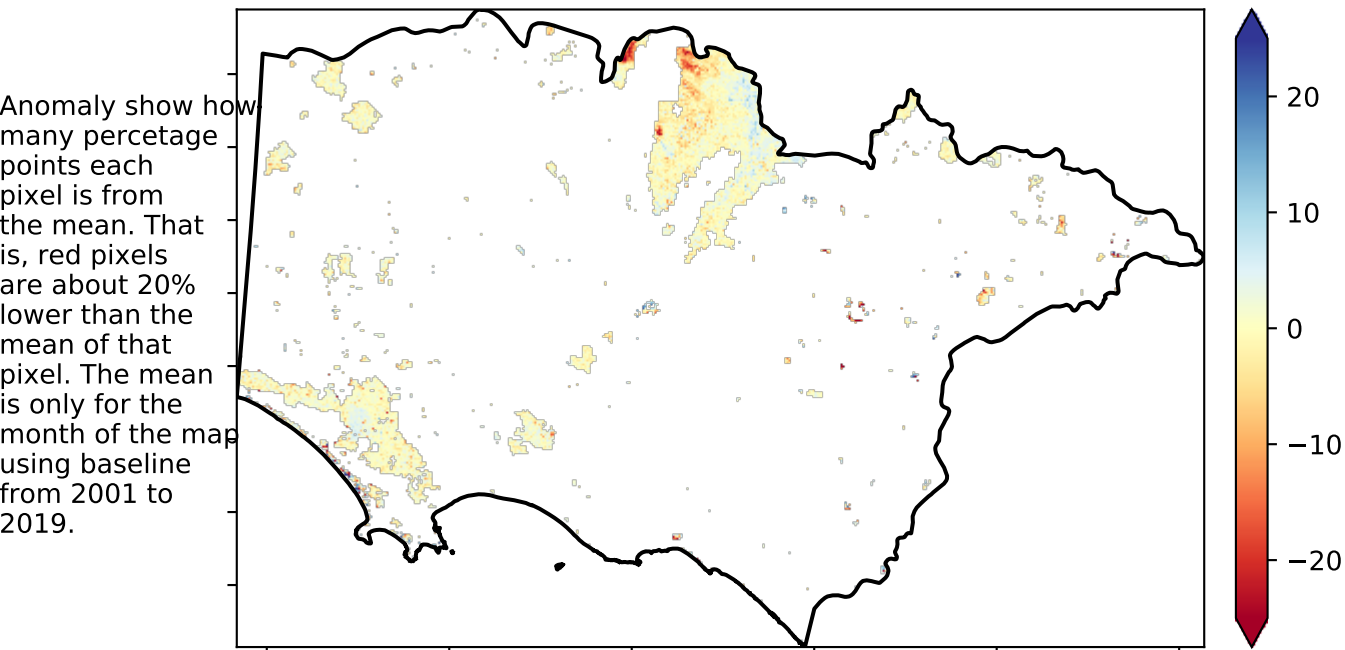 Anomaly show how
many percetage
points each
pixel is from
the mean. That
is, red pixels
are about 20%
lower than the
mean of that
pixel. The mean
is only for the
month of the map
using baseline
from 2001 to
2019.
20
10
0
−10
−20